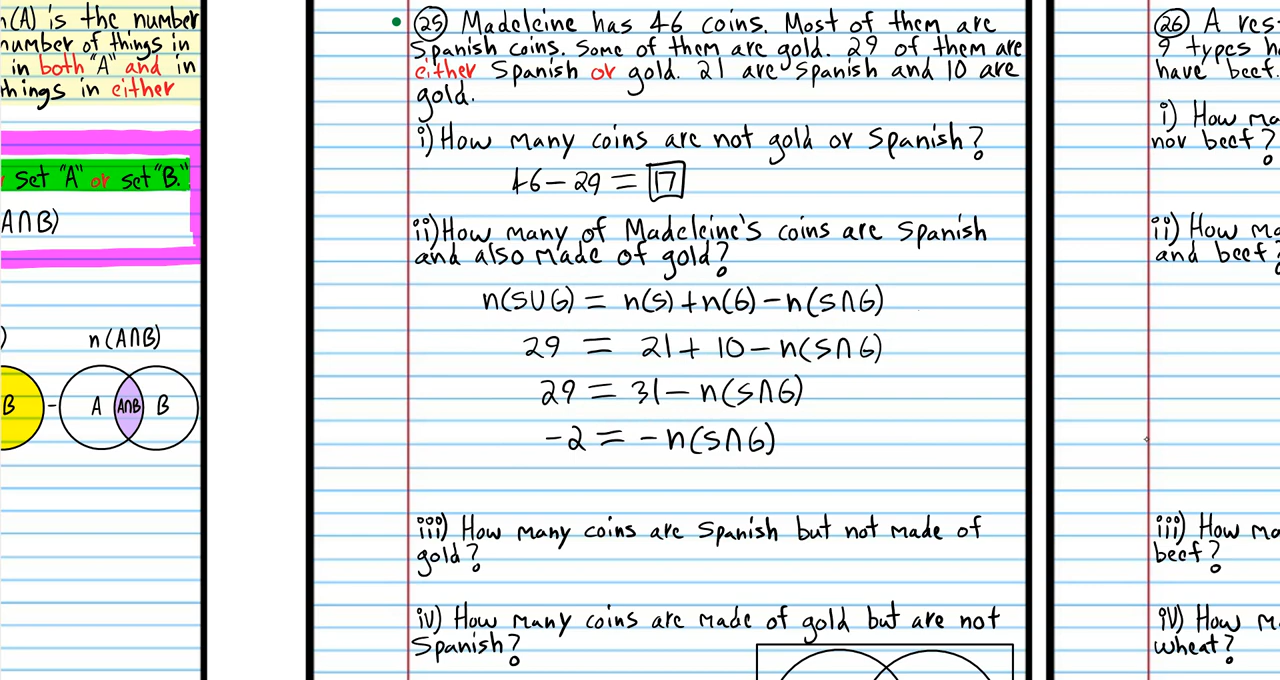 (A) is the number
number of things in
in both "A" and in
things in either
set "A" or set "B."
A∩B)
) n(A∩B)
B - A A∩B B
(25) Madeleine has 46 coins. Most of them are
Spanish coins. Some of them are gold. 29 of them are
either Spanish or gold. 21 are Spanish and 10 are
gold.
i) How many coins are not gold or Spanish?
46 - 29 = 17
ii) How many of Madeleine's coins are Spanish
and also made of gold?
n(S∪G) = n(S) + n(G) - n(S∩G)
29 = 21 + 10 - n(S∩G)
29 = 31 - n(S∩G)
-2 = -n(S∩G)
iii) How many coins are Spanish but not made of
gold?
iv) How many coins are made of gold but are not
Spanish?
(26) A res
9 types h
have beef.
i) How ma
nor beef?
ii) How mo
and beef?
iii) How mo
beef?
iv) How m
wheat?